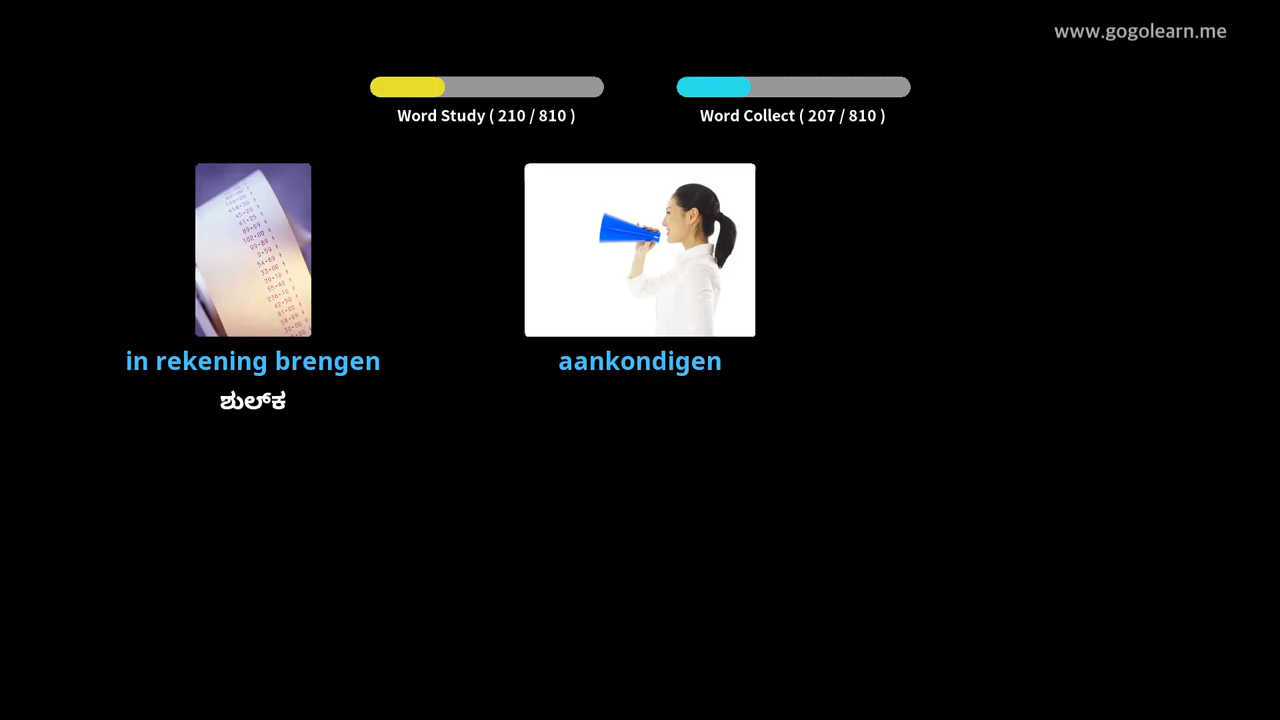 www.gogolearn.me
Word Study ( 210 / 810 )
Word Collect ( 207 / 810 )
in rekening brengen
aankondigen
ಶುಲ್ಕ